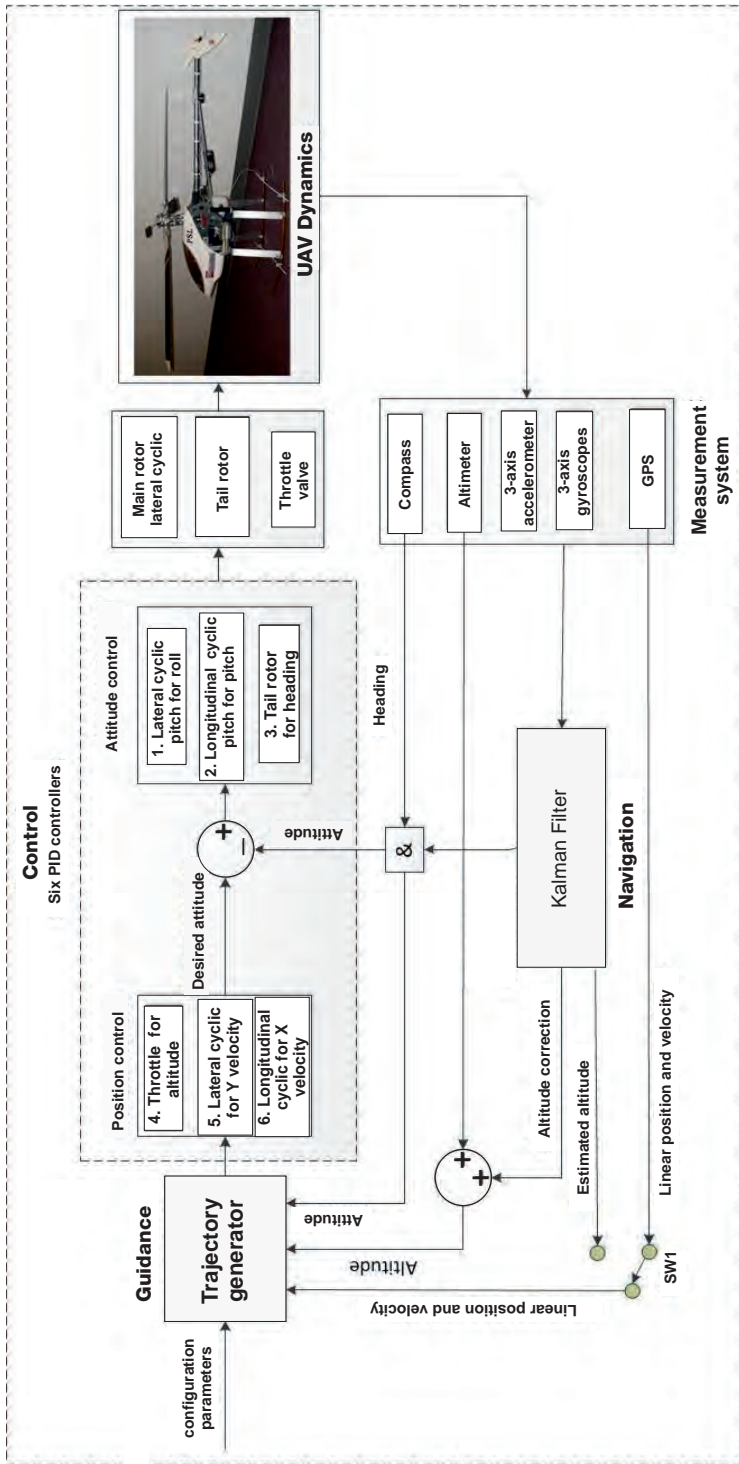 Control
Six PID controllers
Guidance
Position control
Attitude control
configuration
parameters
Trajectory
generator
4. Throttle for
altitude
5. Lateral cyclic
for Y velocity
6. Longitudinal
cyclic for X
velocity
Desired attitude
+
−
1. Lateral cyclic
pitch for roll
2. Longitudinal cyclic
pitch for pitch
3. Tail rotor
for heading
Main rotor
lateral cyclic
Tail rotor
Throttle
valve
PSL
UAV Dynamics
Attitude
Attitude
Altitude
Linear position and velocity
&
Heading
+
+
Altitude correction
Estimated altitude
Linear position and velocity
SW1
Kalman Filter
Navigation
Compass
Altimeter
3-axis
accelerometer
3-axis
gyroscopes
GPS
Measurement
system